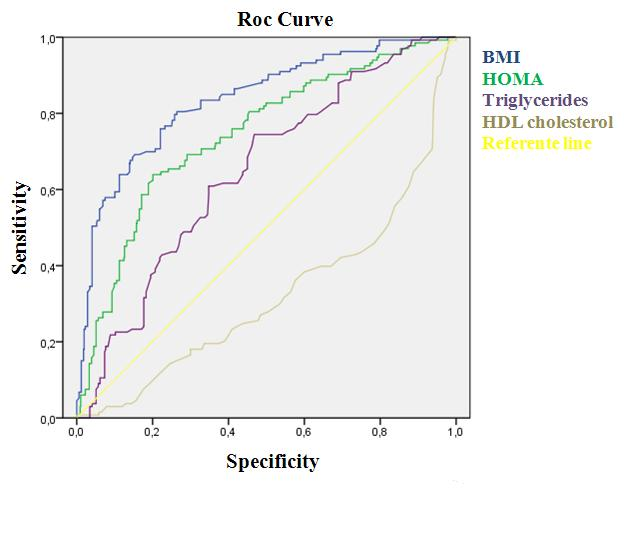 Roc Curve
1,0
0,8
0,6
0,4
0,2
0,0
Sensitivity
0,0 0,2 0,4 0,6 0,8 1,0
Specificity
BMI
HOMA
Triglycerides
HDL cholesterol
Referente line